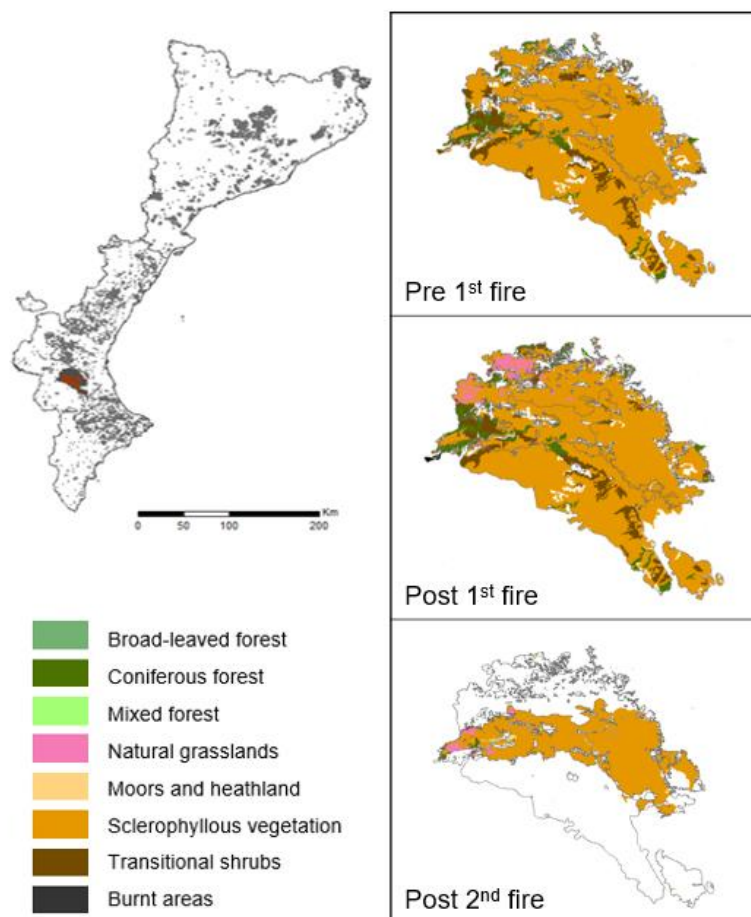 Pre 1st fire
Post 1st fire
Post 2nd fire
Km
0 50 100 200
Broad-leaved forest
Coniferous forest
Mixed forest
Natural grasslands
Moors and heathland
Sclerophyllous vegetation
Transitional shrubs
Burnt areas